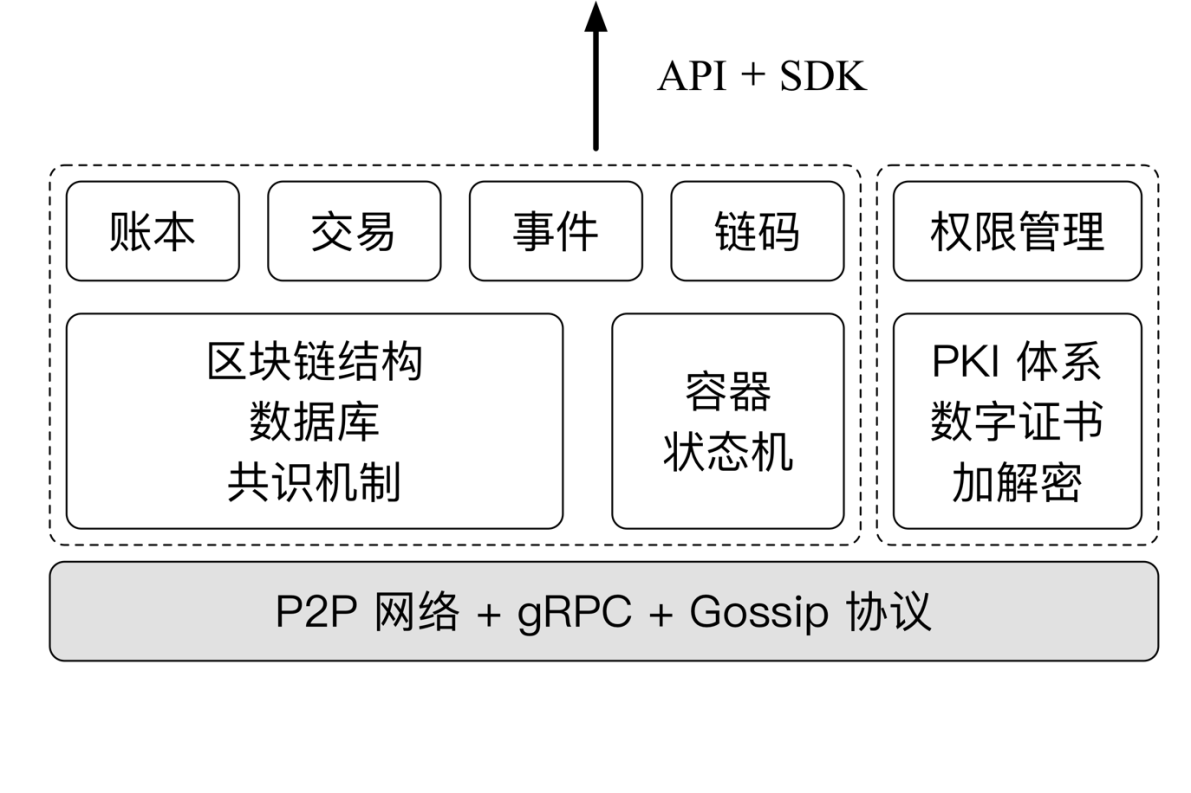 API + SDK
账本
交易
事件
链码
权限管理
区块链结构
数据库
共识机制
容器
状态机
PKI 体系
数字证书
加解密
P2P 网络 + gRPC + Gossip 协议